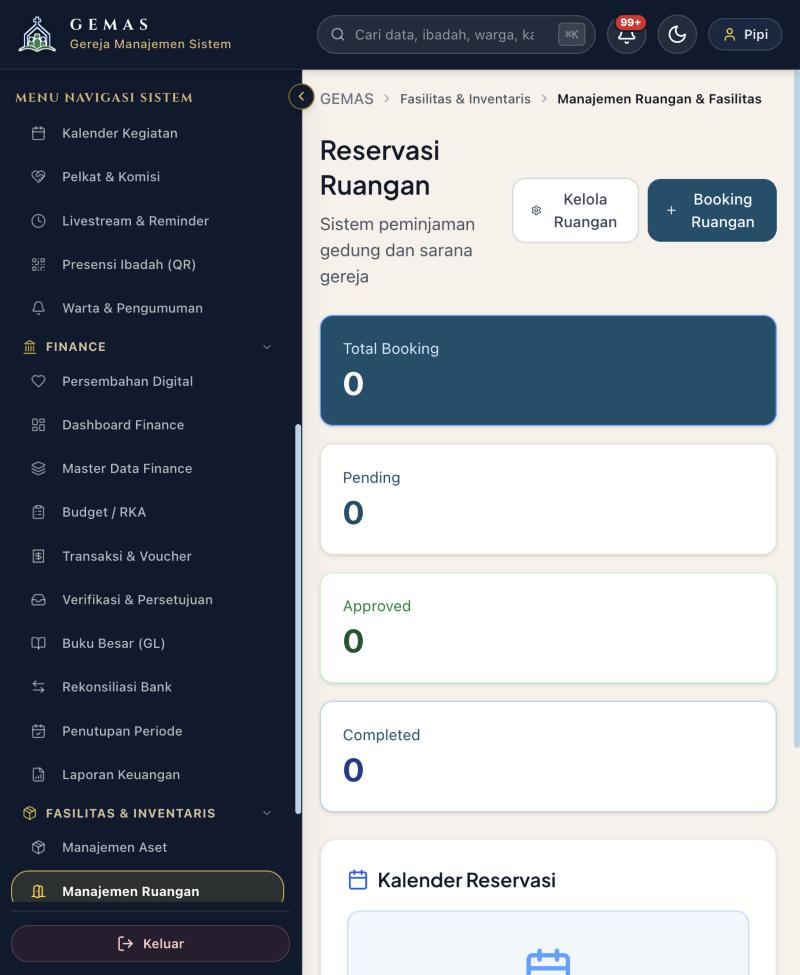 GEMAS
Gereja Manajemen Sistem
Cari data, ibadah, warga, ka
⌘K
99+
Pipi
MENU NAVIGASI SISTEM
Kalender Kegiatan
Pelkat & Komisi
Livestream & Reminder
Presensi Ibadah (QR)
Warta & Pengumuman
FINANCE
Persembahan Digital
Dashboard Finance
Master Data Finance
Budget / RKA
Transaksi & Voucher
Verifikasi & Persetujuan
Buku Besar (GL)
Rekonsiliasi Bank
Penutupan Periode
Laporan Keuangan
FASILITAS & INVENTARIS
Manajemen Aset
Manajemen Ruangan
Keluar
GEMAS > Fasilitas & Inventaris > Manajemen Ruangan & Fasilitas
Reservasi
Ruangan
Sistem peminjaman
gedung dan sarana
gereja
Kelola
Ruangan
Booking
Ruangan
Total Booking
0
Pending
0
Approved
0
Completed
0
Kalender Reservasi